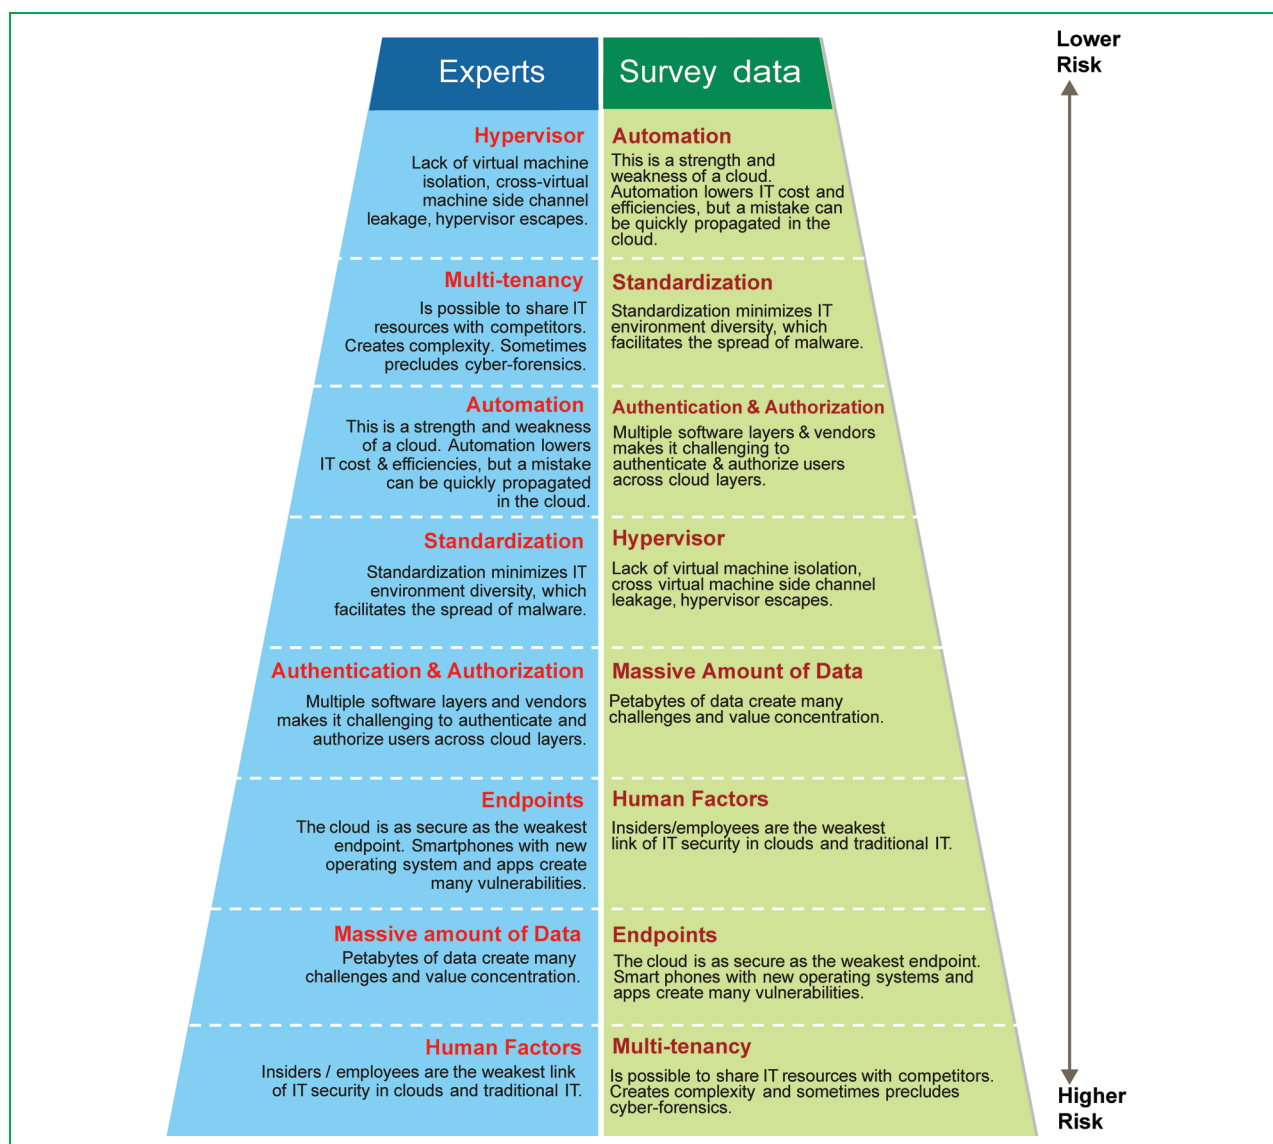 Experts
Hypervisor
Lack of virtual machine
isolation, cross-virtual
machine side channel
leakage, hypervisor escapes.
Multi-tenancy
Is possible to share IT
resources with competitors.
Creates complexity. Sometimes
precludes cyber-forensics.
Automation
This is a strength and weakness
of a cloud. Automation lowers
IT cost & efficiencies, but a mistake
can be quickly propagated
in the cloud.
Standardization
Standardization minimizes IT
environment diversity, which
facilitates the spread of malware.
Authentication & Authorization
Multiple software layers and vendors
makes it challenging to authenticate and
authorize users across cloud layers.
Endpoints
The cloud is as secure as the weakest
endpoint. Smartphones with new
operating system and apps create
many vulnerabilities.
Massive amount of Data
Petabytes of data create many
challenges and value concentration.
Human Factors
Insiders / employees are the weakest link
of IT security in clouds and traditional IT.
Survey data
Automation
This is a strength and
weakness of a cloud.
Automation lowers IT cost and
efficiencies, but a mistake can
be quickly propagated in the
cloud.
Standardization
Standardization minimizes IT
environment diversity, which
facilitates the spread of malware.
Authentication & Authorization
Multiple software layers & vendors
makes it challenging to
authenticate & authorize users
across cloud layers.
Hypervisor
Lack of virtual machine isolation,
cross virtual machine side channel
leakage, hypervisor escapes.
Massive Amount of Data
Petabytes of data create many
challenges and value concentration.
Human Factors
Insiders/employees are the weakest
link of IT security in clouds and traditional IT.
Endpoints
The cloud is as secure as the weakest endpoint.
Smart phones with new operating systems and
apps create many vulnerabilities.
Multi-tenancy
Is possible to share IT resources with competitors.
Creates complexity and sometimes precludes
cyber-forensics.
Lower
Risk
Higher
Risk